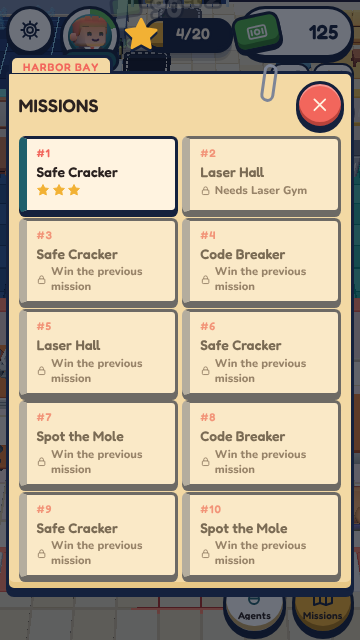 4/20
125
HARBOR BAY
MISSIONS
#1
Safe Cracker
#2
Laser Hall
Needs Laser Gym
#3
Safe Cracker
Win the previous
mission
#4
Code Breaker
Win the previous
mission
#5
Laser Hall
Win the previous
mission
#6
Safe Cracker
Win the previous
mission
#7
Spot the Mole
Win the previous
mission
#8
Code Breaker
Win the previous
mission
#9
Safe Cracker
Win the previous
mission
#10
Spot the Mole
Win the previous
mission
Agents
Missions